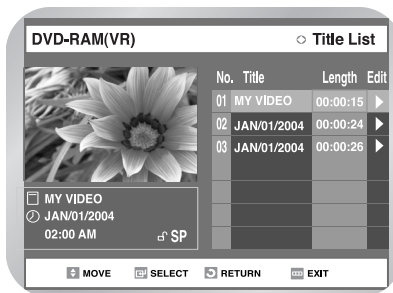 DVD-RAM(VR) Title List
No. Title Length Edit
01 MY VIDEO 00:00:15
02 JAN/01/2004 00:00:24
03 JAN/01/2004 00:00:26
MY VIDEO
JAN/01/2004
02:00 AM SP
MOVE SELECT RETURN EXIT